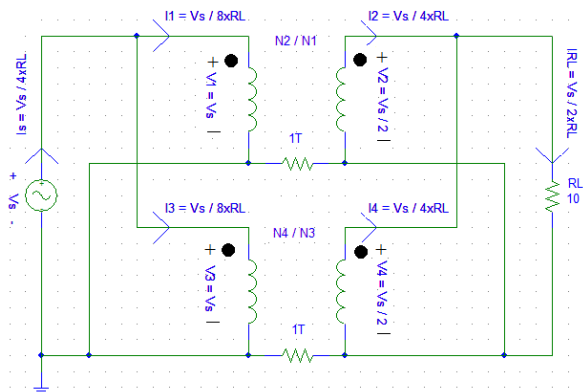 I1 = Vs / 8xRL
N2 / N1
I2 = Vs / 4xRL
Is = Vs / 4xRL
+ V1 = Vs -
+ V2 = Vs / 2 -
IRL = Vs / 2xRL
1T
+ Vs -
RL
10
I3 = Vs / 8xRL
N4 / N3
I4 = Vs / 4xRL
+ V3 = Vs -
+ V4 = Vs / 2 -
1T